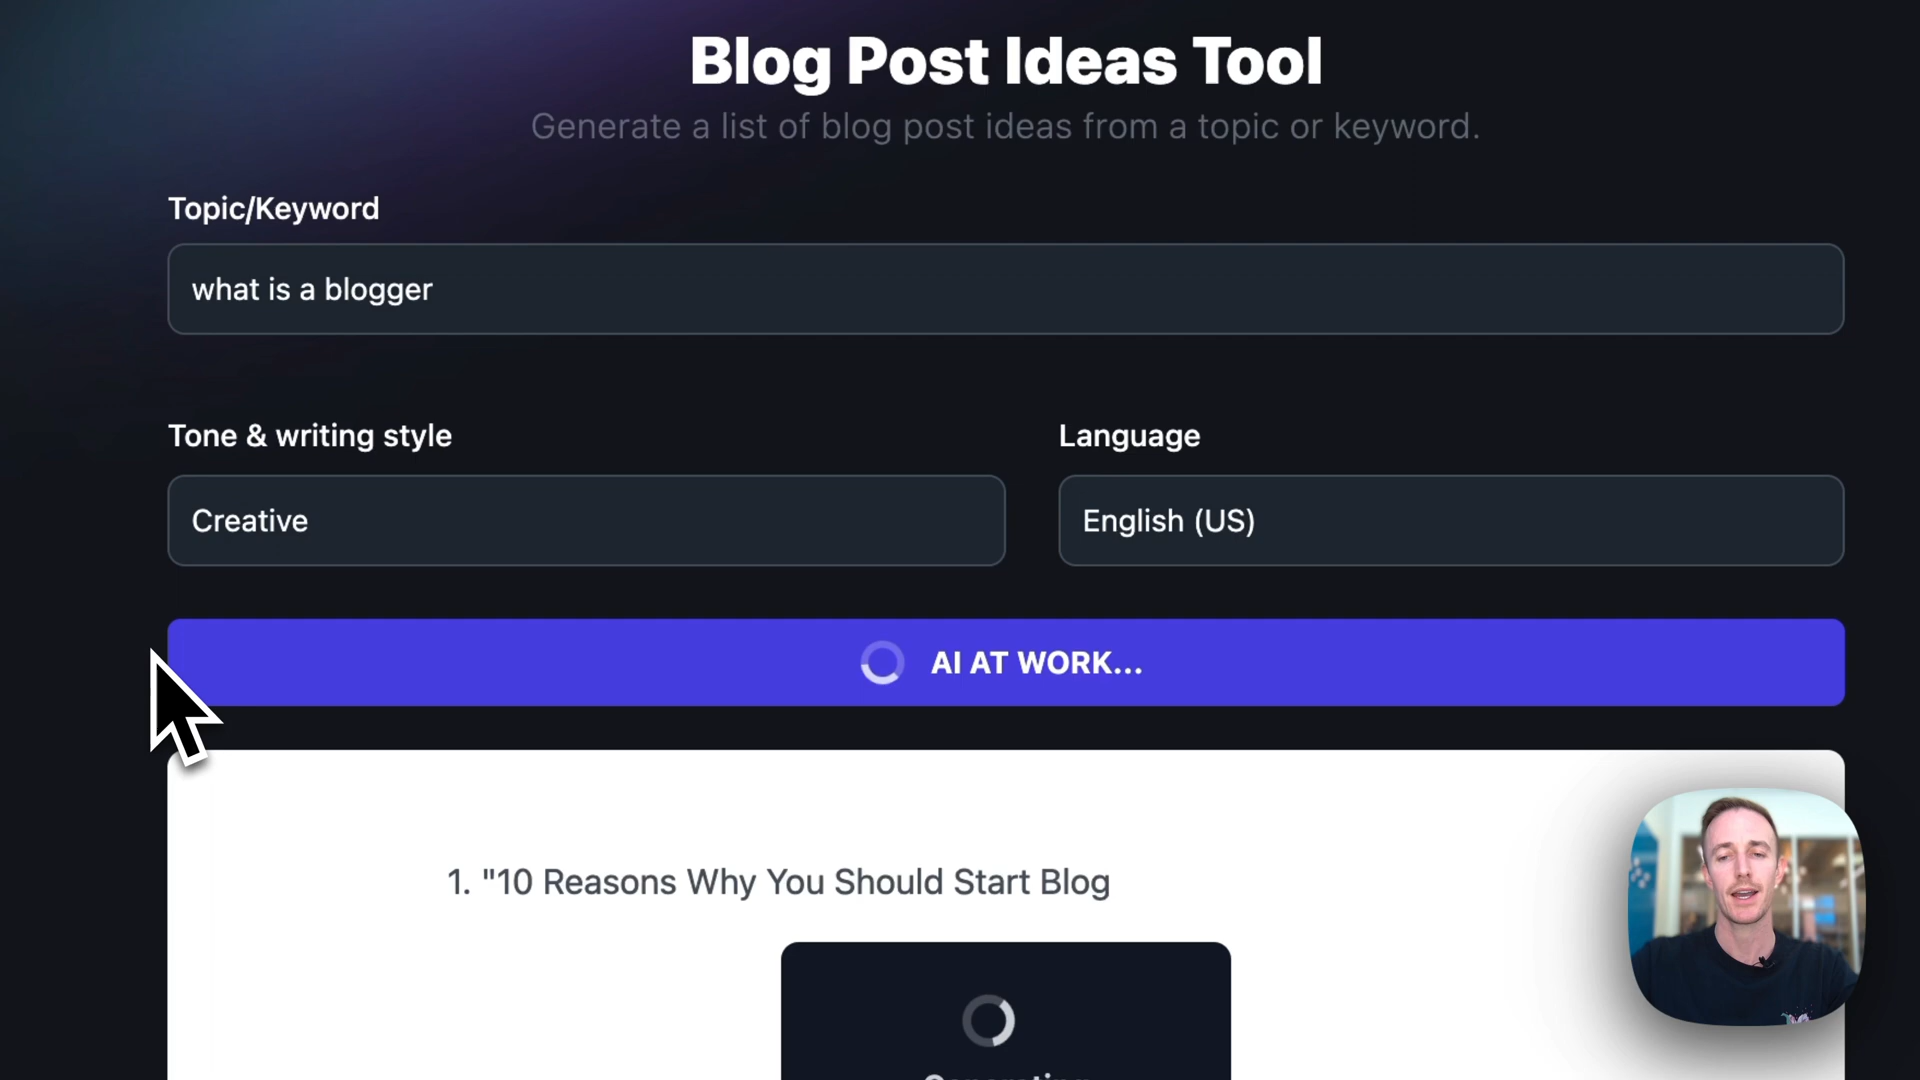 Blog Post Ideas Tool
Generate a list of blog post ideas from a topic or keyword.
Topic/Keyword
what is a blogger
Tone & writing style
Language
Creative
English (US)
AI AT WORK...
1. "10 Reasons Why You Should Start Blog